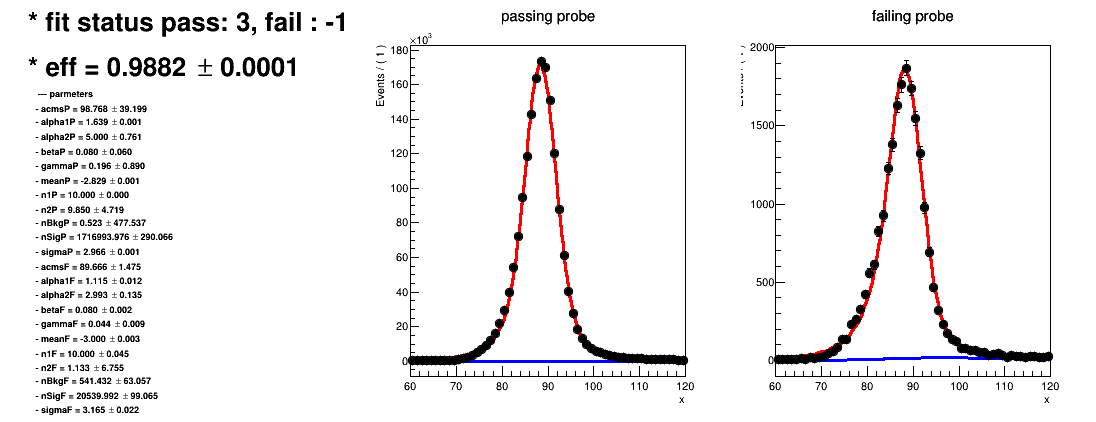 * fit status pass: 3, fail : -1
* eff = 0.9882 ± 0.0001
--- parmeters
- acmsP = 98.768 ± 39.199
- alpha1P = 1.639 ± 0.001
- alpha2P = 5.000 ± 0.761
- betaP = 0.080 ± 0.060
- gammaP = 0.196 ± 0.890
- meanP = -2.829 ± 0.001
- n1P = 10.000 ± 0.000
- n2P = 9.850 ± 4.719
- nBkgP = 0.523 ± 477.537
- nSigP = 1716993.976 ± 290.066
- sigmaP = 2.966 ± 0.001
- acmsF = 89.666 ± 1.475
- alpha1F = 1.115 ± 0.012
- alpha2F = 2.993 ± 0.135
- betaF = 0.080 ± 0.002
- gammaF = 0.044 ± 0.009
- meanF = -3.000 ± 0.003
- n1F = 10.000 ± 0.045
- n2F = 1.133 ± 6.755
- nBkgF = 541.432 ± 63.057
- nSigF = 20539.992 ± 99.065
- sigmaF = 3.165 ± 0.022
passing probe
×10³
Events / ( 1 )
180
160
140
120
100
80
60
40
20
0
60 70 80 90 100 110 120
x
failing probe
Events / ( 1 )
2000
1500
1000
500
0
60 70 80 90 100 110 120
x